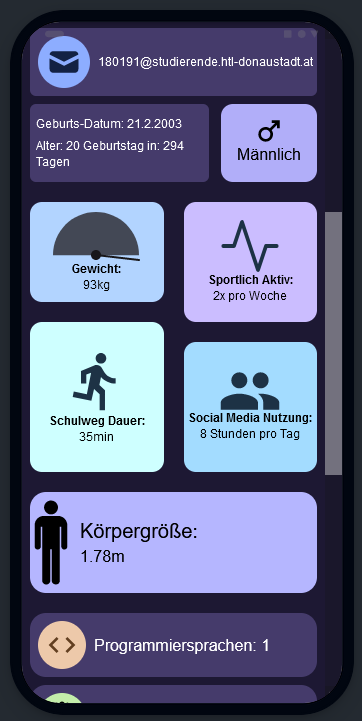 180191@studierende.htl-donaustadt.at
Geburts-Datum: 21.2.2003
Alter: 20 Geburtstag in: 294
Tagen
Männlich
Gewicht:
93kg
Sportlich Aktiv:
2x pro Woche
Schulweg Dauer:
35min
Social Media Nutzung:
8 Stunden pro Tag
Körpergröße:
1.78m
Programmiersprachen: 1